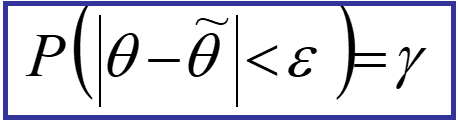 P(|θ − θ̃| < ε) = γ